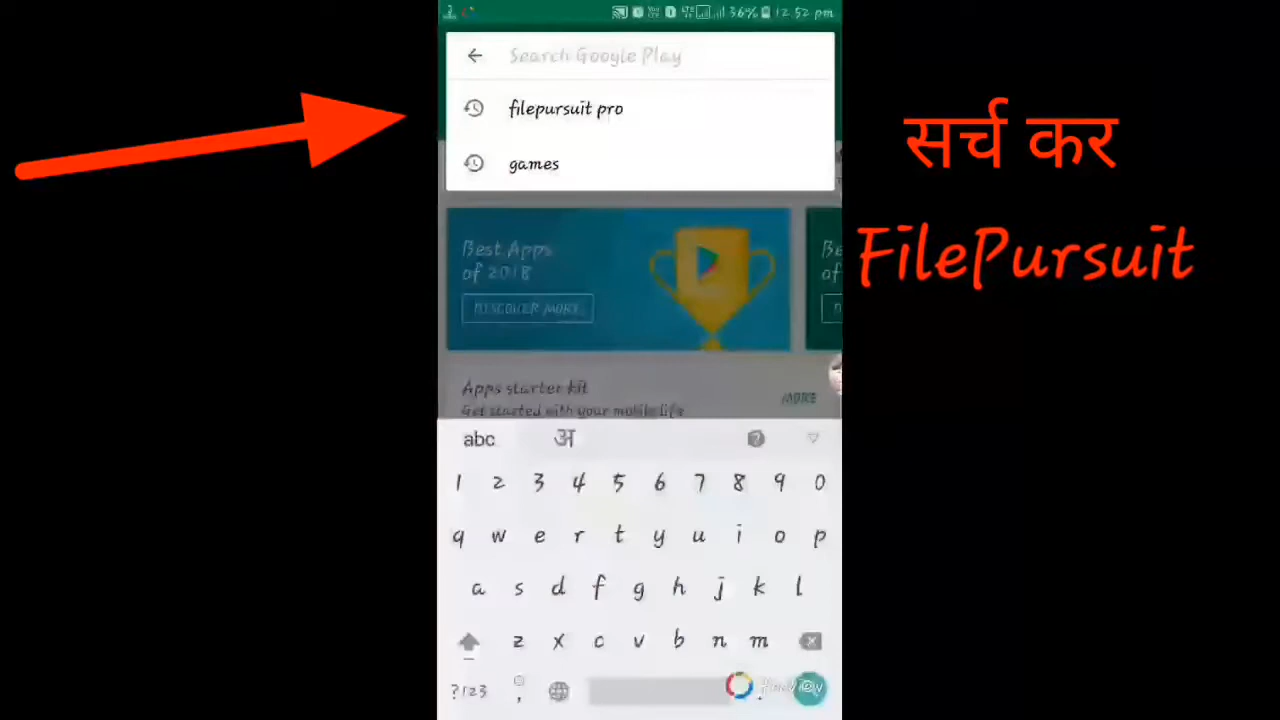 36% 12:52 pm
Search Google Play
filepursuit pro
games
सर्च कर
FilePursuit
Best Apps
of 2018
DISCOVER MORE
Be
of
D
Apps starter kit
MORE
Get started with your mobile life
abc अ
1 2 3 4 5 6 7 8 9 0
q w e r t y u i o p
a s d f g h j k l
z x c v b n m
?123 , .